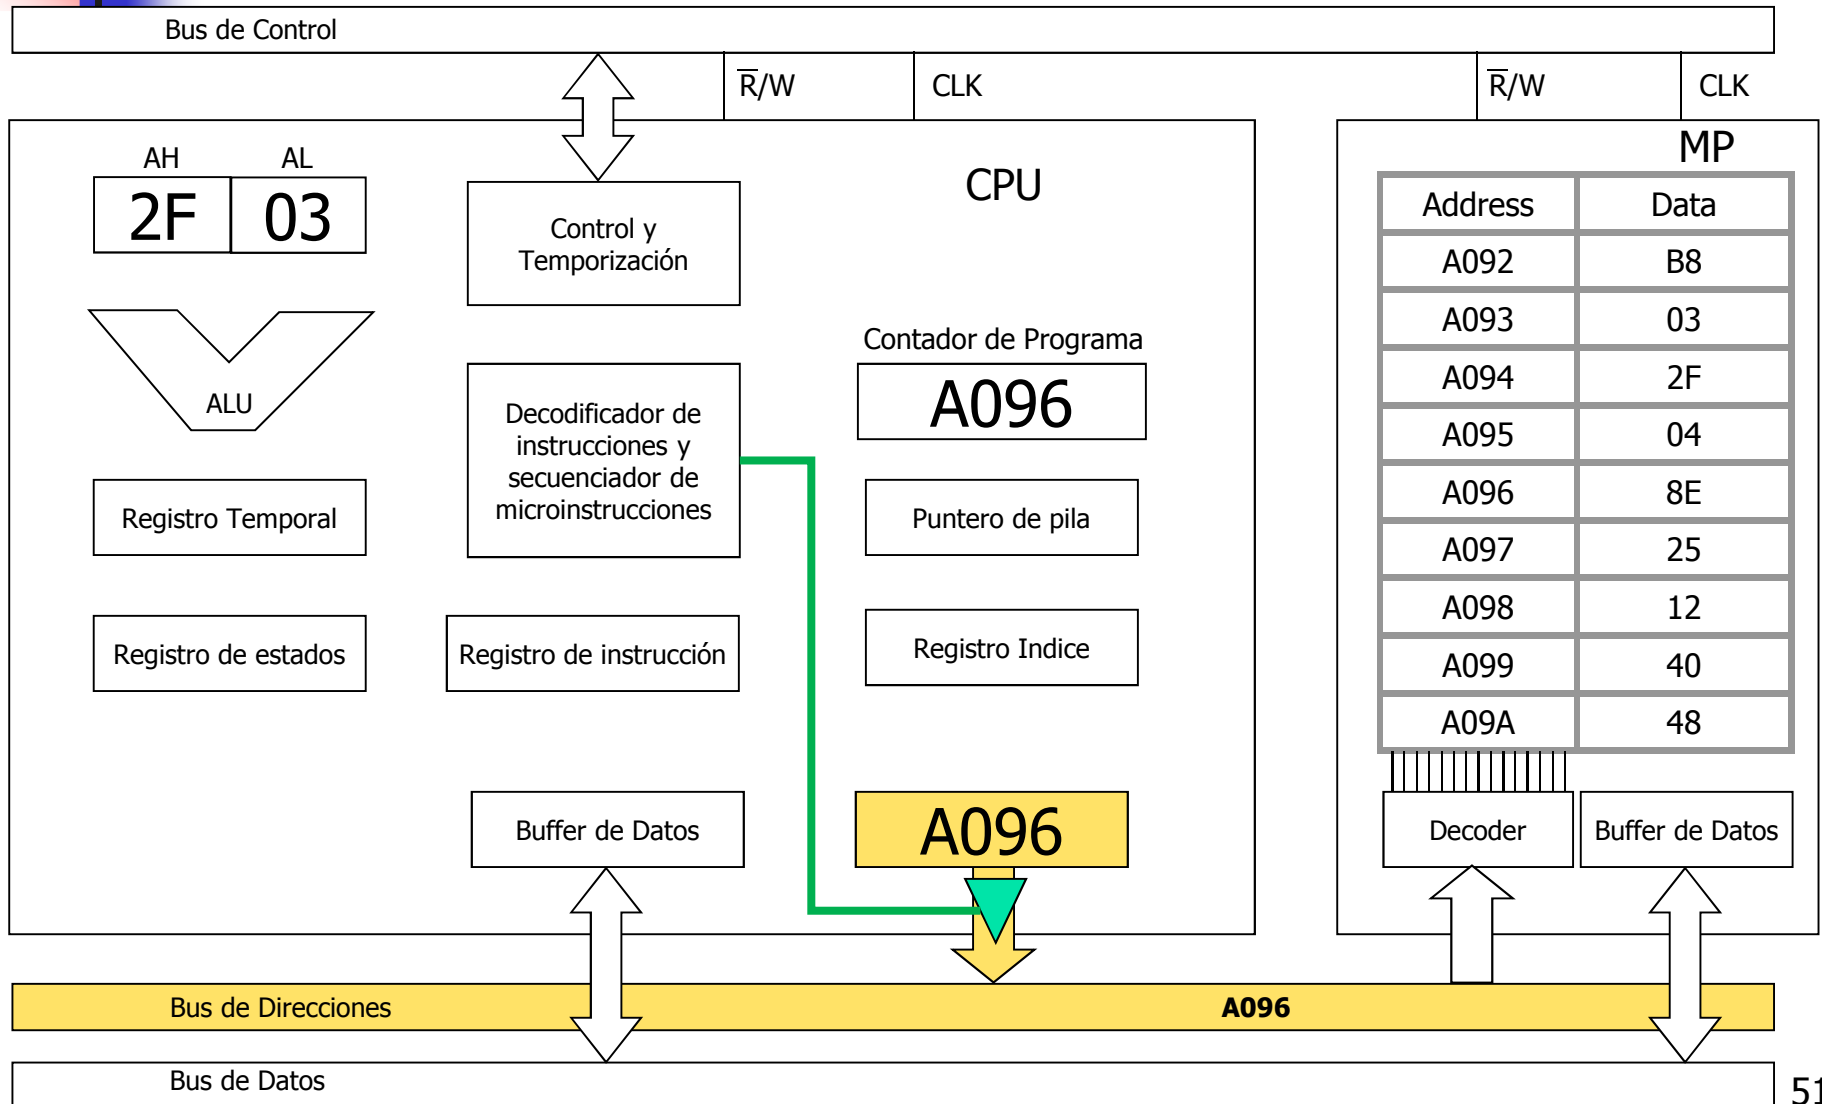 Bus de Control
R/W
CLK
R/W
CLK
AH
AL
2F
03
Control y
Temporización
CPU
ALU
Decodificador de
instrucciones y
secuenciador de
microinstrucciones
Contador de Programa
A096
Registro Temporal
Puntero de pila
Registro de estados
Registro de instrucción
Registro Indice
Buffer de Datos
A096
MP
Address Data
A092 B8
A093 03
A094 2F
A095 04
A096 8E
A097 25
A098 12
A099 40
A09A 48
Decoder
Buffer de Datos
Bus de Direcciones
A096
Bus de Datos
51